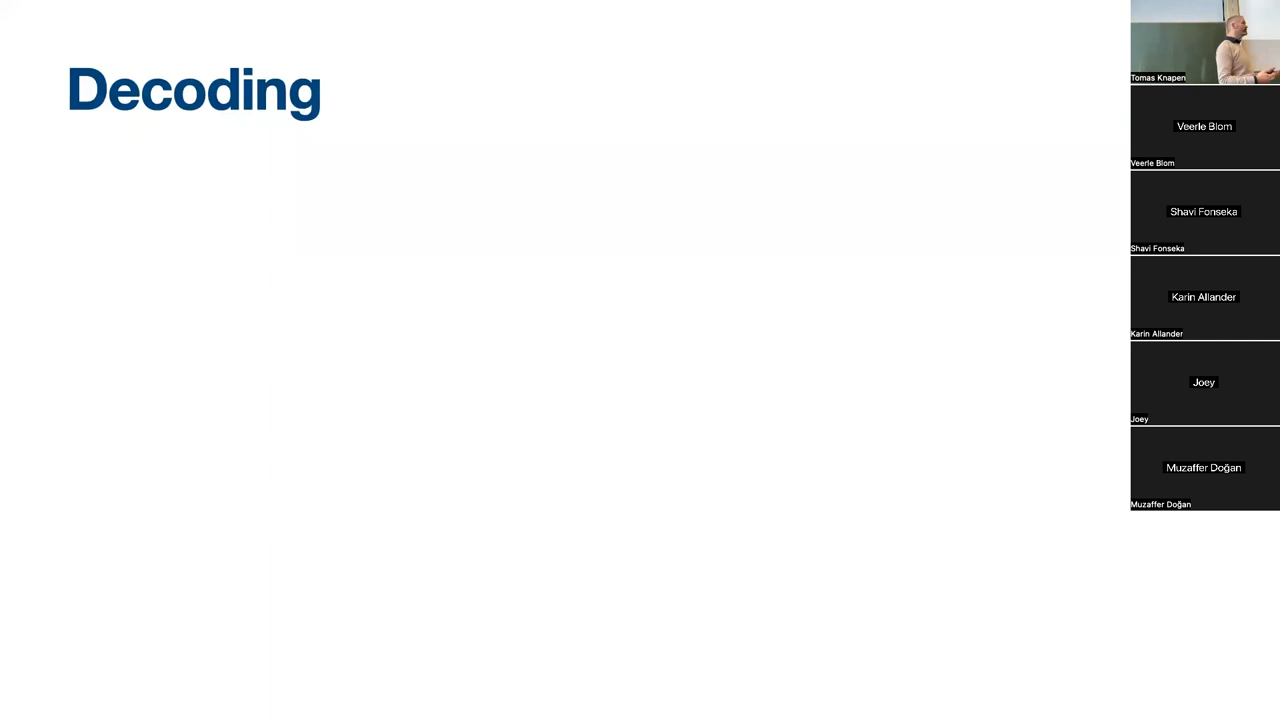 Decoding
Tomas Knapen
Veerle Blom
Veerle Blom
Shavi Fonseka
Shavi Fonseka
Karin Allander
Karin Allander
Joey
Joey
Muzaffer Doğan
Muzaffer Doğan